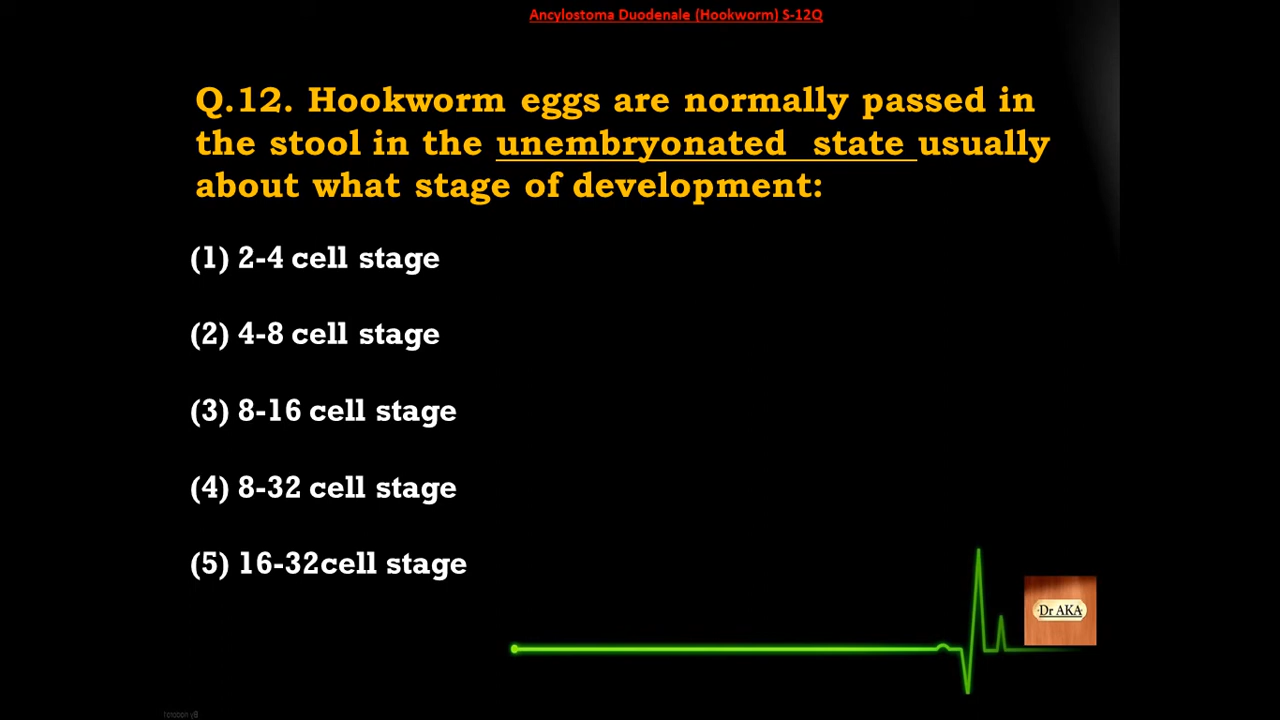 Ancylostoma Duodenale (Hookworm) S-12Q
Q.12. Hookworm eggs are normally passed in
the stool in the unembryonated state usually
about what stage of development:
(1) 2-4 cell stage
(2) 4-8 cell stage
(3) 8-16 cell stage
(4) 8-32 cell stage
(5) 16-32cell stage
Dr AKA